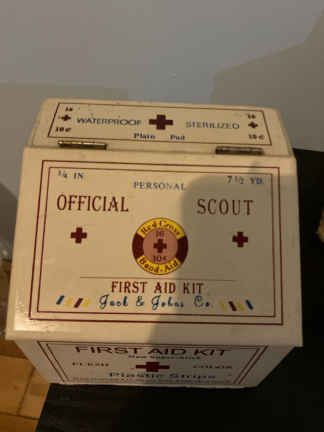 16 16
WATERPROOF STERILIZED
10¢ 10¢
Plain Pad
¼ IN 7½ YD.
PERSONAL
OFFICIAL SCOUT
Red Cross
16
10¢
Band-Aid
FIRST AID KIT
Jack & Johns Co.
FIRST AID KIT
FLESH COLOR
Plastic Strips